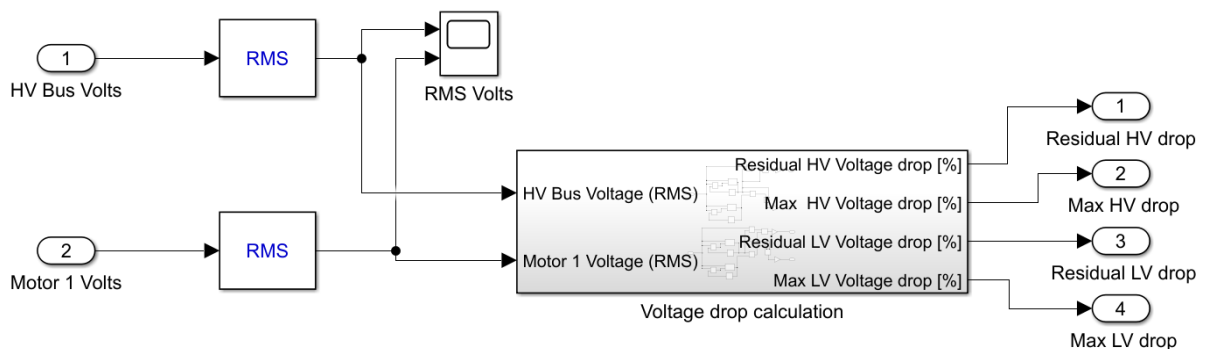 1
HV Bus Volts
RMS
RMS Volts
2
Motor 1 Volts
RMS
HV Bus Voltage (RMS)
Motor 1 Voltage (RMS)
Residual HV Voltage drop [%]
Max  HV Voltage drop [%]
Residual LV Voltage drop [%]
Max LV Voltage drop [%]
Voltage drop calculation
1
Residual HV drop
2
Max HV drop
3
Residual LV drop
4
Max LV drop